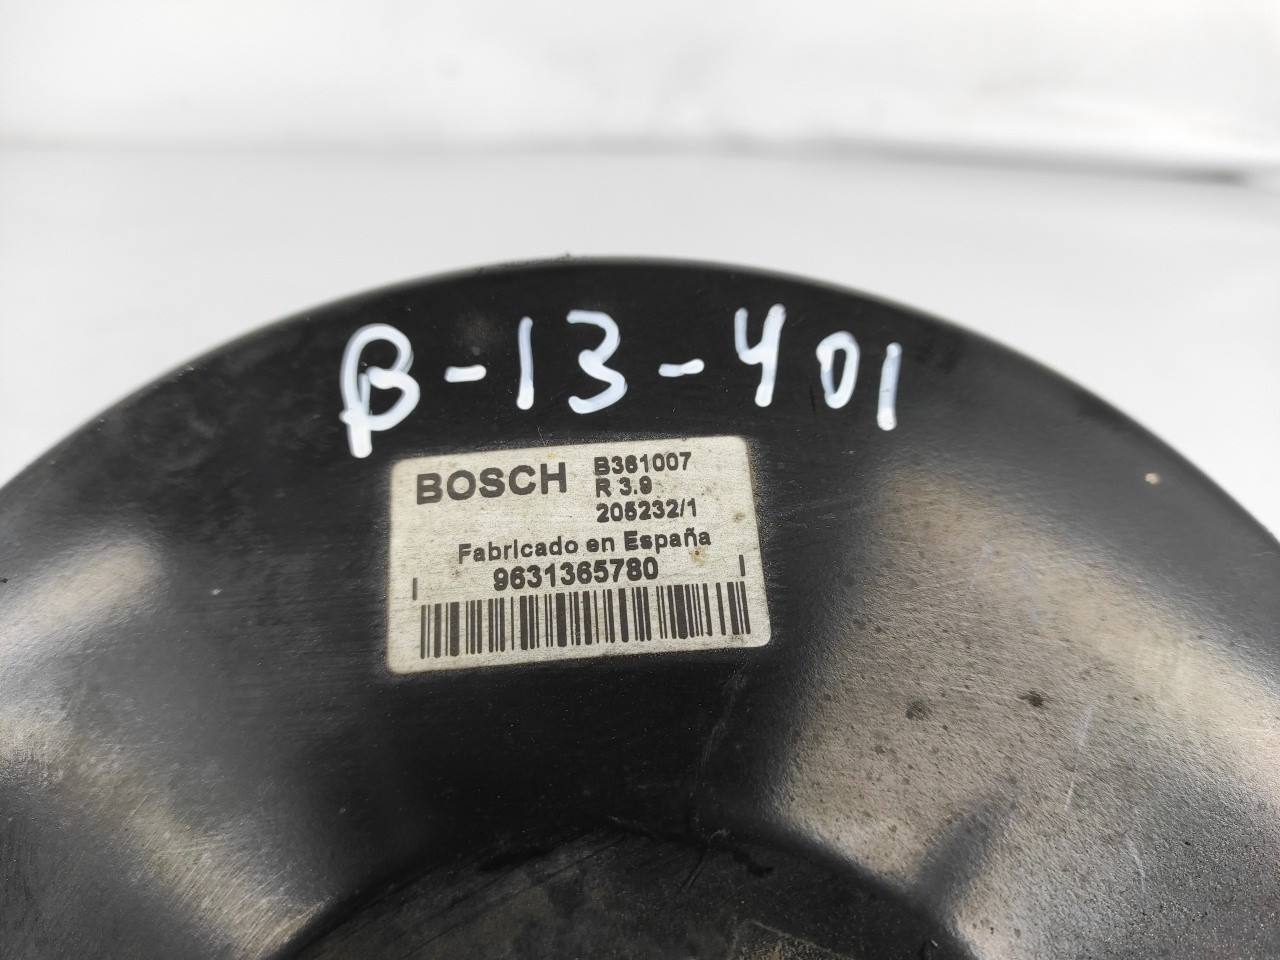 B-13-401
BOSCH B361007
R 3.9
205232/1
Fabricado en España
9631365780